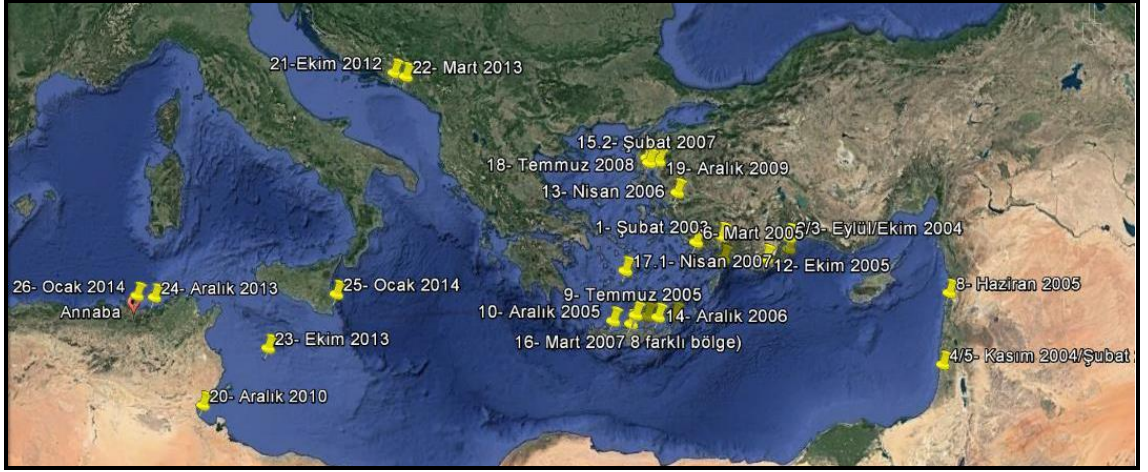 21-Ekim 2012
22- Mart 2013
15.2- Şubat 2007
18- Temmuz 2008
19- Aralık 2009
13- Nisan 2006
1- Şubat 2003
6- Mart 2005
2/3- Eylül/Ekim 2004
17.1- Nisan 2007
12- Ekim 2005
26- Ocak 2014
24- Aralık 2013
25- Ocak 2014
8- Haziran 2005
Annaba
9- Temmuz 2005
10- Aralık 2005
14- Aralık 2006
16- Mart 2007 8 farklı bölge)
23- Ekim 2013
4/5- Kasım 2004/Şubat
20- Aralık 2010